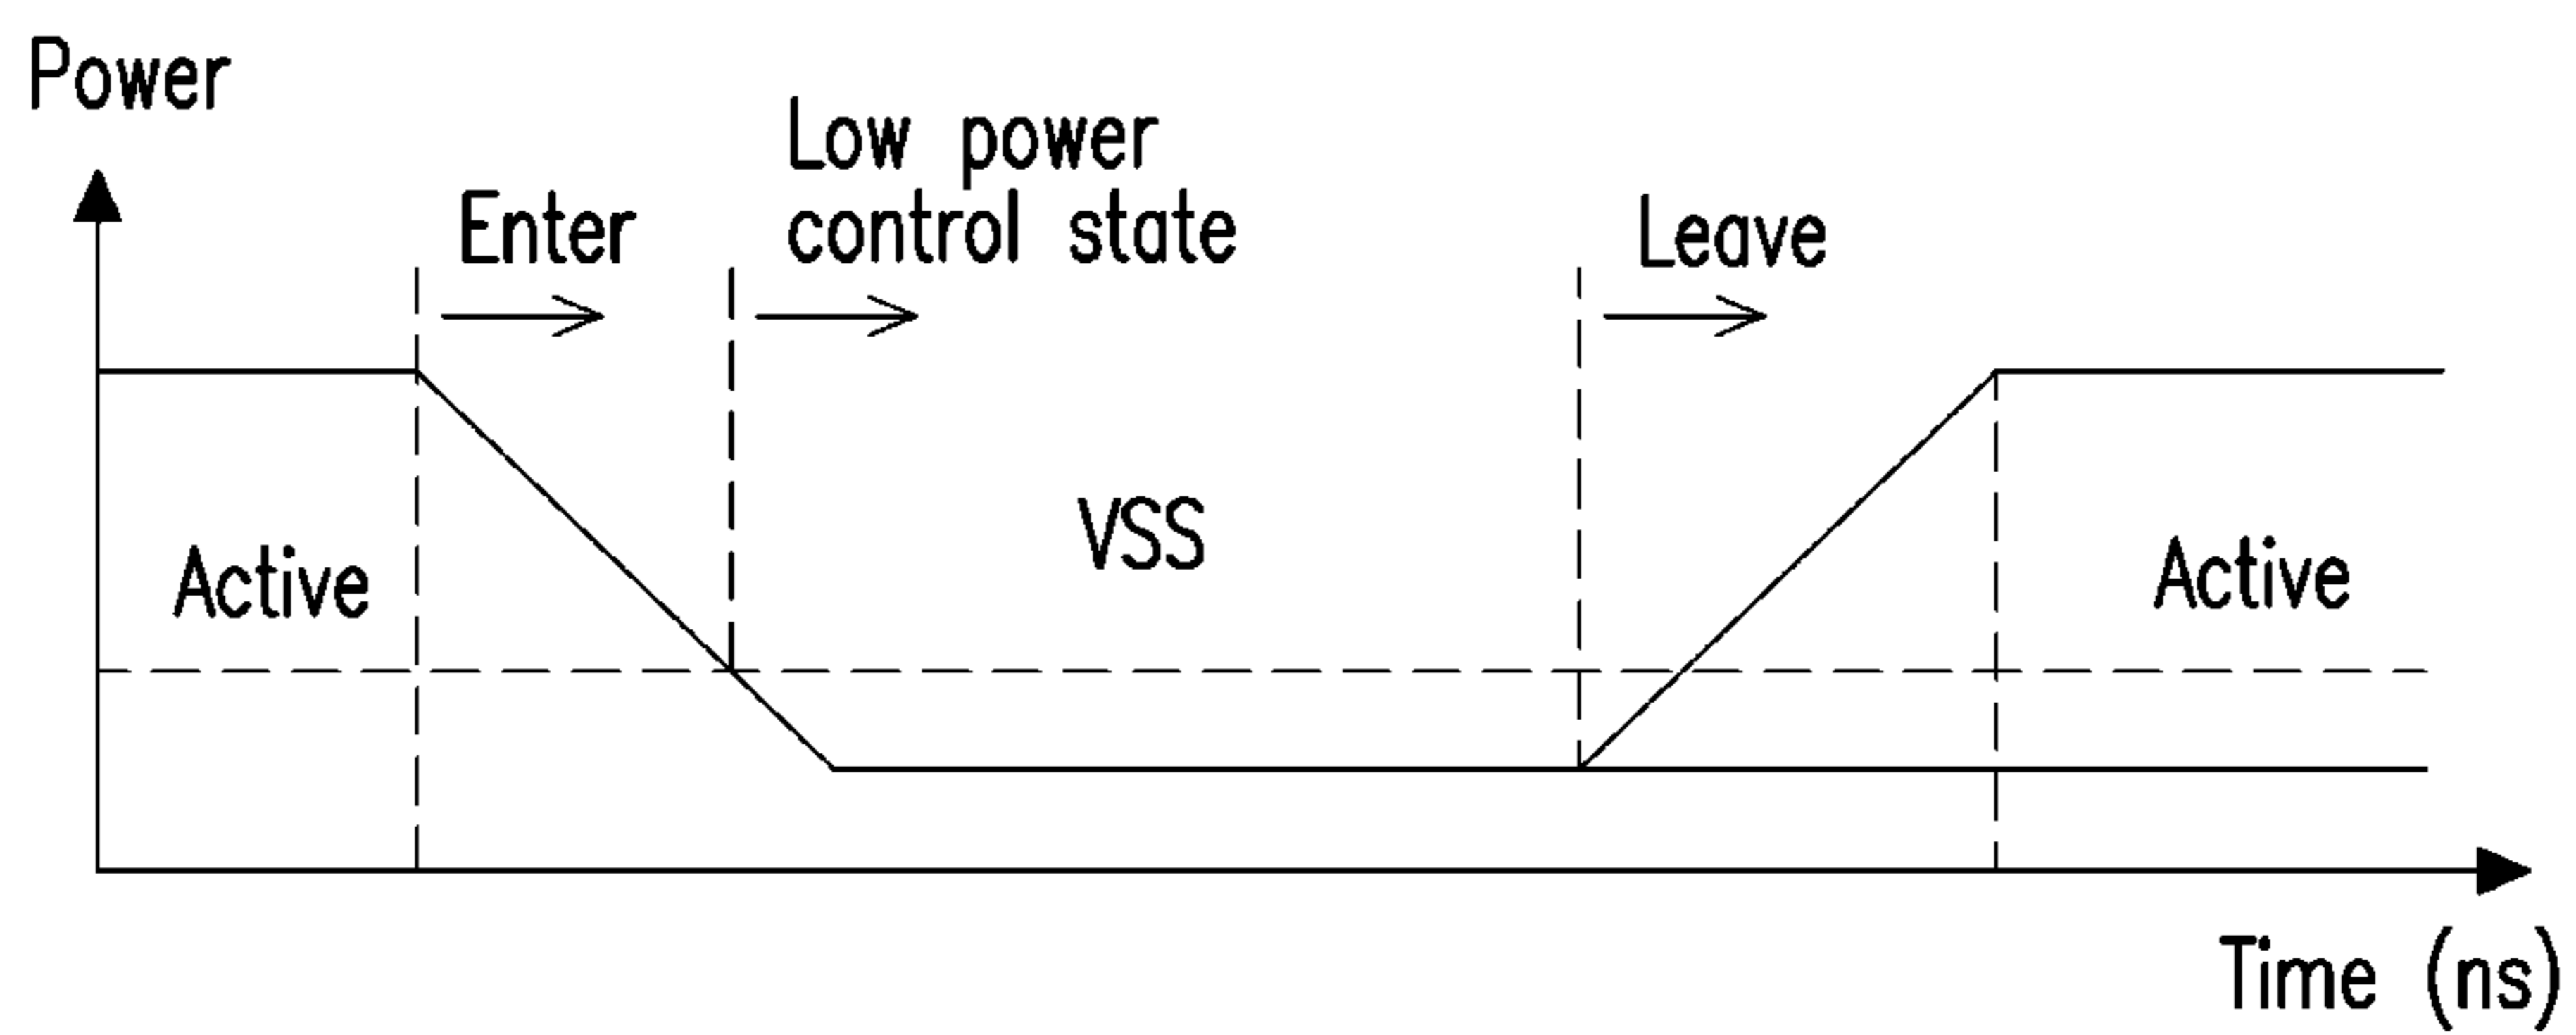 Power
Low power
control state
Enter
Leave
VSS
Active
Active
Time (ns)